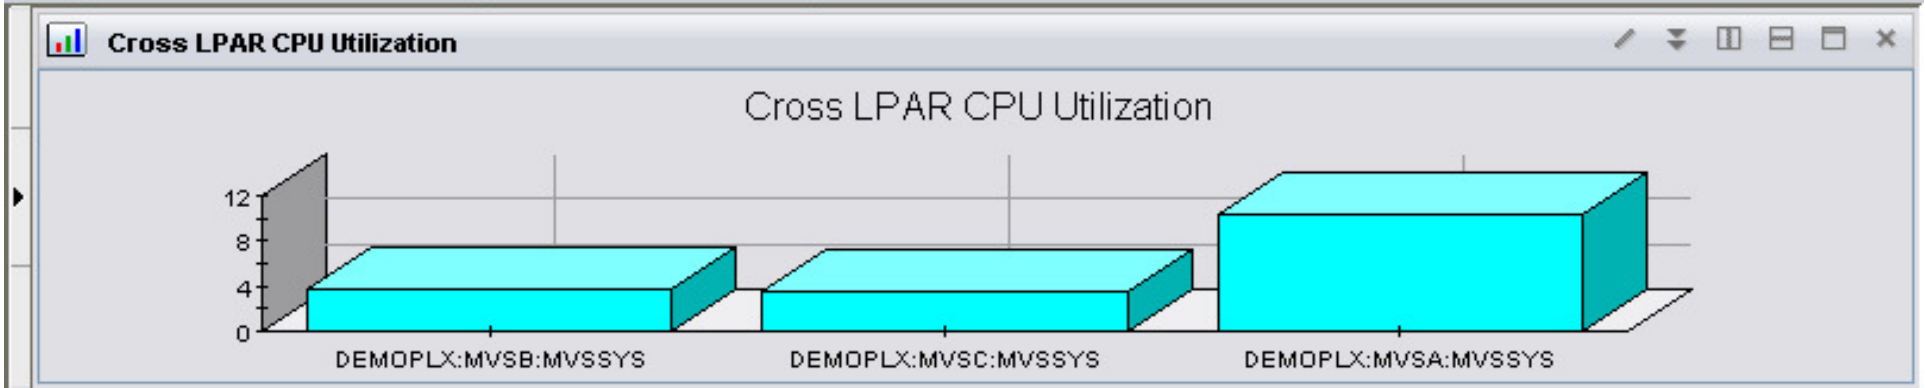 Cross LPAR CPU Utilization
Cross LPAR CPU Utilization
12
8
4
0
DEMOPLX:MVSB:MVSSYS DEMOPLX:MVSC:MVSSYS DEMOPLX:MVSA:MVSSYS